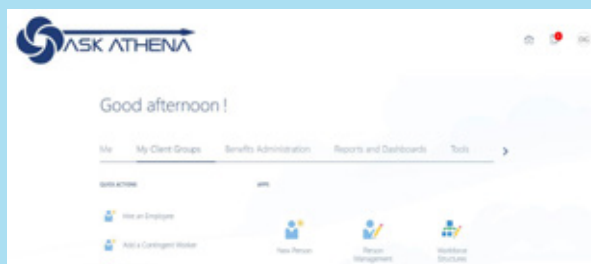 ASK ATHENA
Good afternoon!
Me My Client Groups Benefits Administration Reports and Dashboards Tools
QUICK ACTIONS APPS
Hire an Employee
Add a Contingent Worker
New Person Person Management Workforce Structures